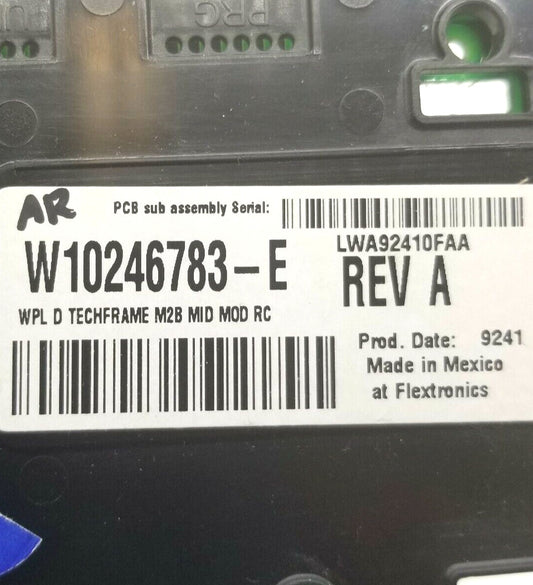 PRG
AR
PCB sub assembly Serial:
LWA92410FAA
W10246783-E
REV A
WPL D TECHFRAME M2B MID MOD RC
Prod. Date: 9241
Made in Mexico
at Flextronics